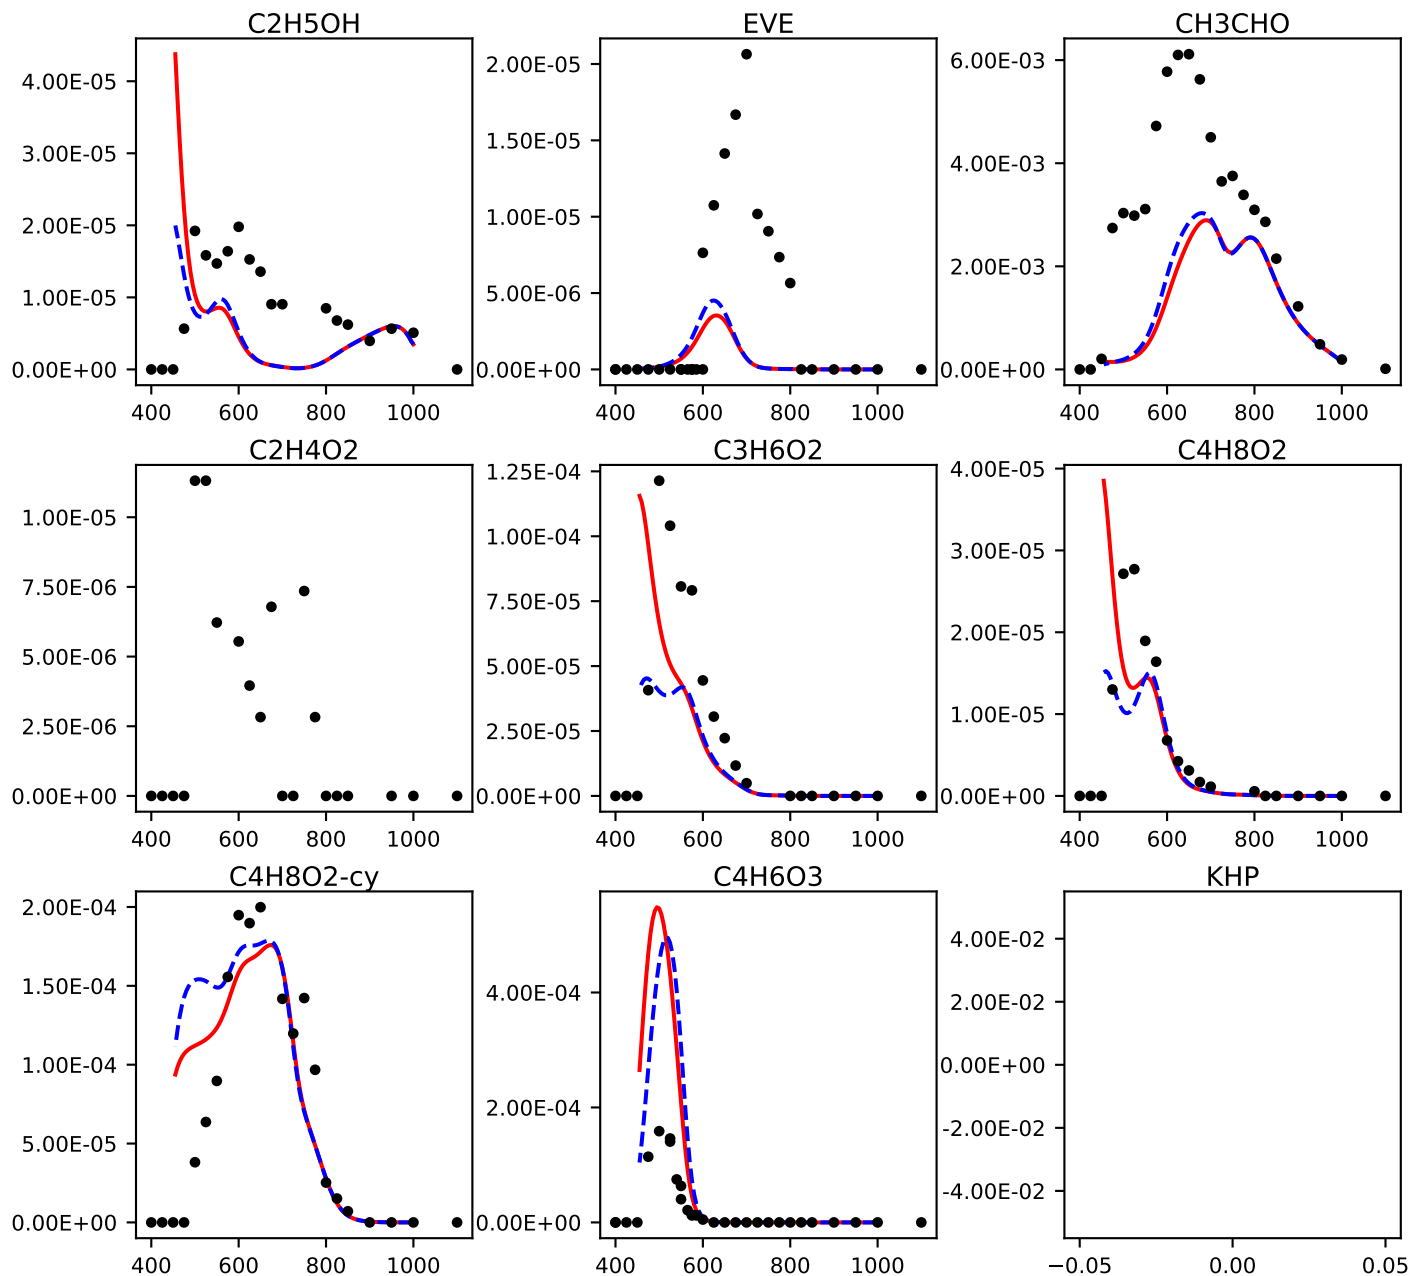 C2H5OH EVE CH3CHO
4.00E-05
3.00E-05
2.00E-05
1.00E-05
0.00E+00
400 600 800 1000
2.00E-05
1.50E-05
1.00E-05
5.00E-06
0.00E+00
400 600 800 1000
6.00E-03
4.00E-03
2.00E-03
0.00E+00
400 600 800 1000
C2H4O2 C3H6O2 C4H8O2
1.00E-05
7.50E-06
5.00E-06
2.50E-06
0.00E+00
400 600 800 1000
1.25E-04
1.00E-04
7.50E-05
5.00E-05
2.50E-05
0.00E+00
400 600 800 1000
4.00E-05
3.00E-05
2.00E-05
1.00E-05
0.00E+00
400 600 800 1000
C4H8O2-cy C4H6O3 KHP
2.00E-04
1.50E-04
1.00E-04
5.00E-05
0.00E+00
400 600 800 1000
4.00E-04
2.00E-04
0.00E+00
400 600 800 1000
4.00E-02
2.00E-02
0.00E+00
-2.00E-02
-4.00E-02
−0.05 0.00 0.05